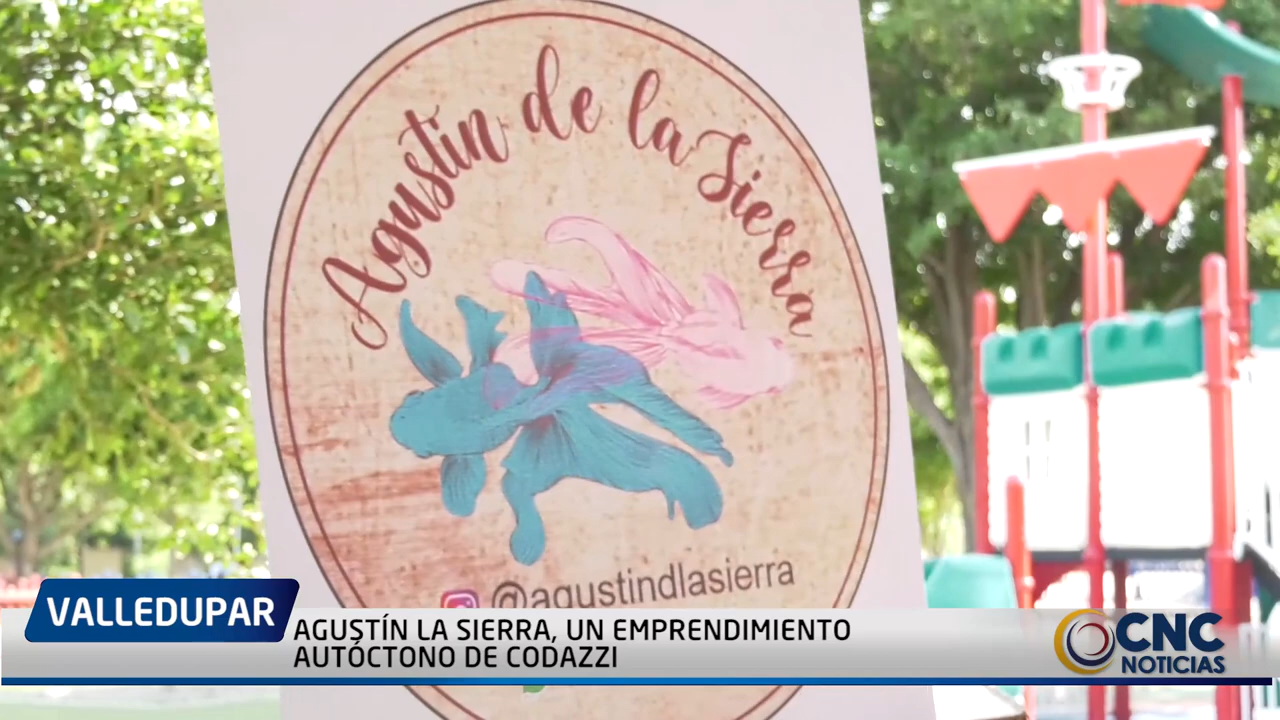 Agustín de la Sierra
@agustindlasierra
VALLEDUPAR
AGUSTÍN LA SIERRA, UN EMPRENDIMIENTO
AUTÓCTONO DE CODAZZI
CNC
NOTICIAS